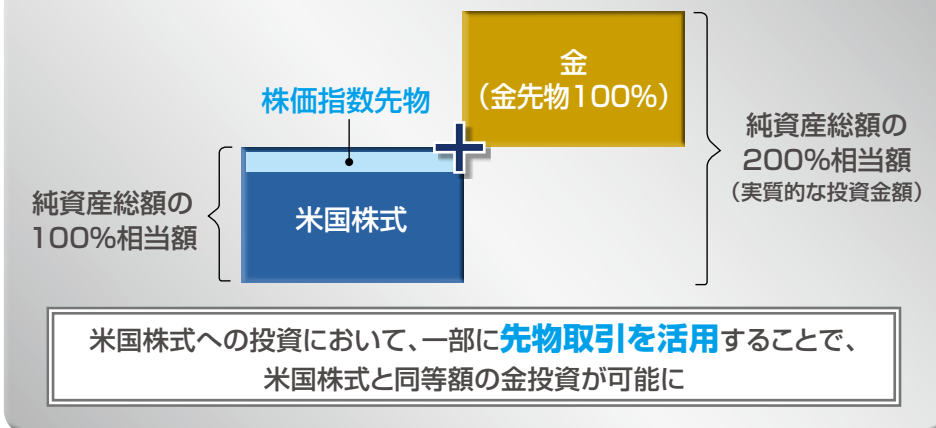 金
（金先物100%）
株価指数先物
米国株式
純資産総額の
100%相当額
純資産総額の
200%相当額
（実質的な投資金額）
米国株式への投資において、一部に先物取引を活用することで、
米国株式と同等額の金投資が可能に